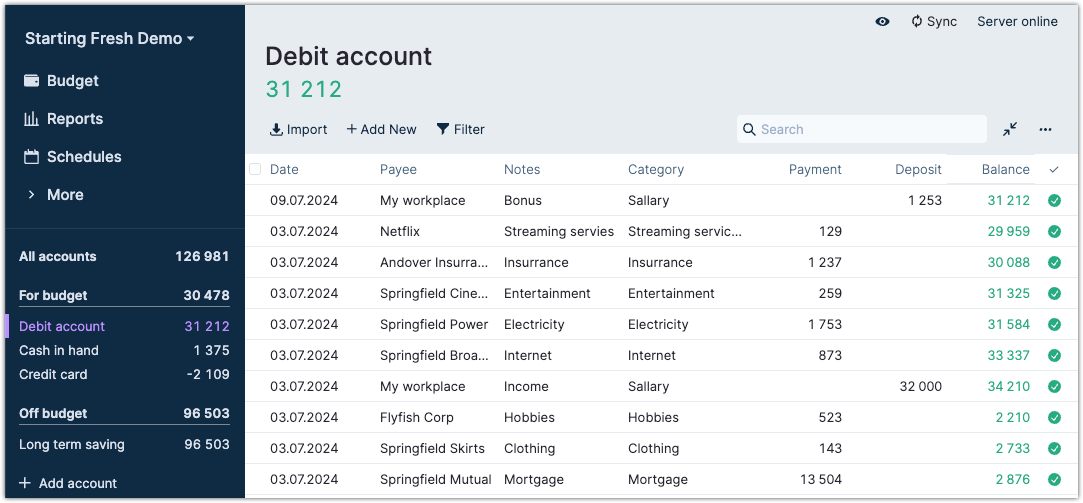 Starting Fresh Demo
Budget
Reports
Schedules
More
All accounts 126 981
For budget 30 478
Debit account 31 212
Cash in hand 1 375
Credit card -2 109
Off budget 96 503
Long term saving 96 503
+ Add account
Sync Server online
Debit account
31 212
Import + Add New Filter Search
Date Payee Notes Category Payment Deposit Balance
09.07.2024 My workplace Bonus Sallary 1 253 31 212
03.07.2024 Netflix Streaming servies Streaming servic... 129 29 959
03.07.2024 Andover Insurra... Insurrance Insurrance 1 237 30 088
03.07.2024 Springfield Cine... Entertainment Entertainment 259 31 325
03.07.2024 Springfield Power Electricity Electricity 1 753 31 584
03.07.2024 Springfield Broa... Internet Internet 873 33 337
03.07.2024 My workplace Income Sallary 32 000 34 210
03.07.2024 Flyfish Corp Hobbies Hobbies 523 2 210
03.07.2024 Springfield Skirts Clothing Clothing 143 2 733
03.07.2024 Springfield Mutual Mortgage Mortgage 13 504 2 876